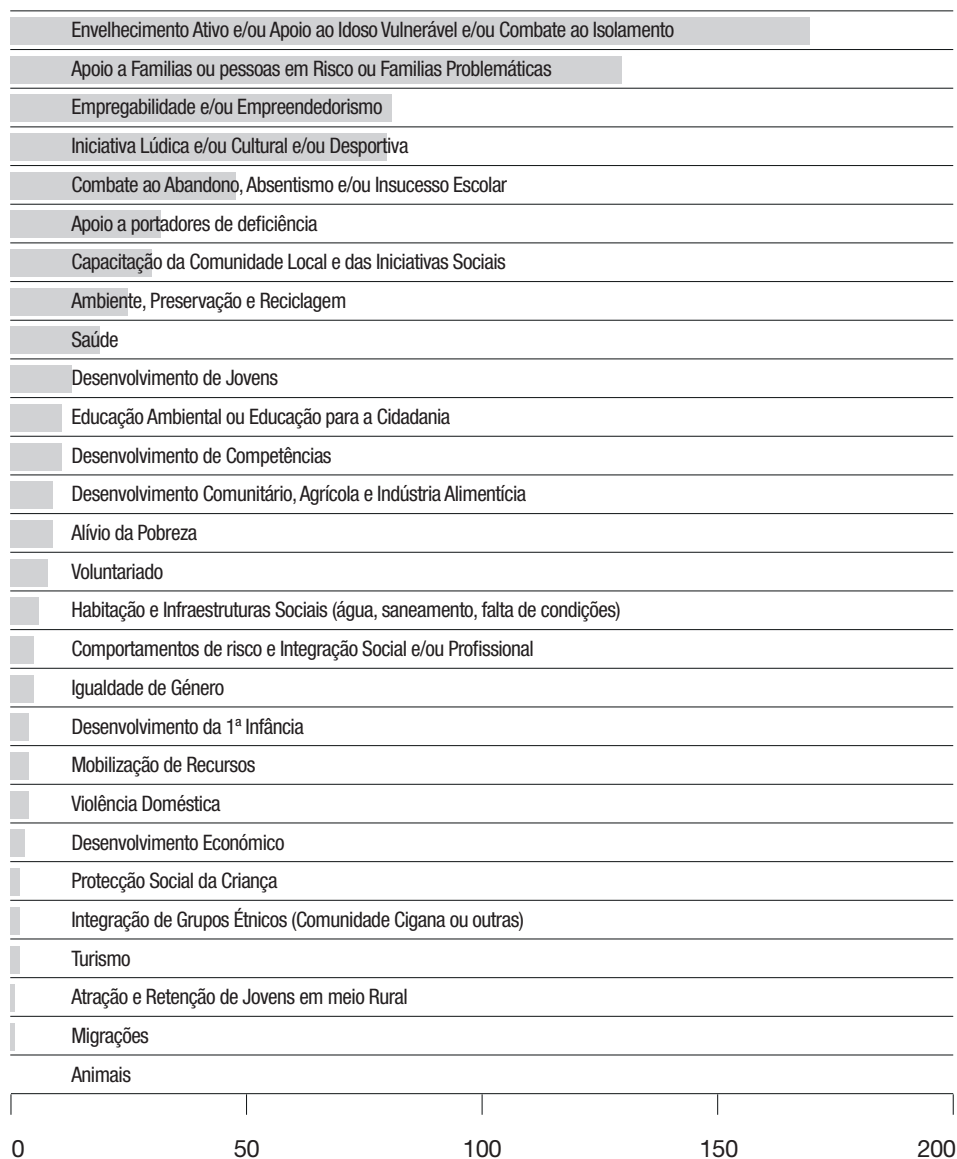 Envelhecimento Ativo e/ou Apoio ao Idoso Vulnerável e/ou Combate ao Isolamento
Apoio a Familias ou pessoas em Risco ou Familias Problemáticas
Empregabilidade e/ou Empreendedorismo
Iniciativa Lúdica e/ou Cultural e/ou Desportiva
Combate ao Abandono, Absentismo e/ou Insucesso Escolar
Apoio a portadores de deficiência
Capacitação da Comunidade Local e das Iniciativas Sociais
Ambiente, Preservação e Reciclagem
Saúde
Desenvolvimento de Jovens
Educação Ambiental ou Educação para a Cidadania
Desenvolvimento de Competências
Desenvolvimento Comunitário, Agrícola e Indústria Alimentícia
Alívio da Pobreza
Voluntariado
Habitação e Infraestruturas Sociais (água, saneamento, falta de condições)
Comportamentos de risco e Integração Social e/ou Profissional
Igualdade de Género
Desenvolvimento da 1ª Infância
Mobilização de Recursos
Violência Doméstica
Desenvolvimento Económico
Protecção Social da Criança
Integração de Grupos Étnicos (Comunidade Cigana ou outras)
Turismo
Atração e Retenção de Jovens em meio Rural
Migrações
Animais
0 50 100 150 200